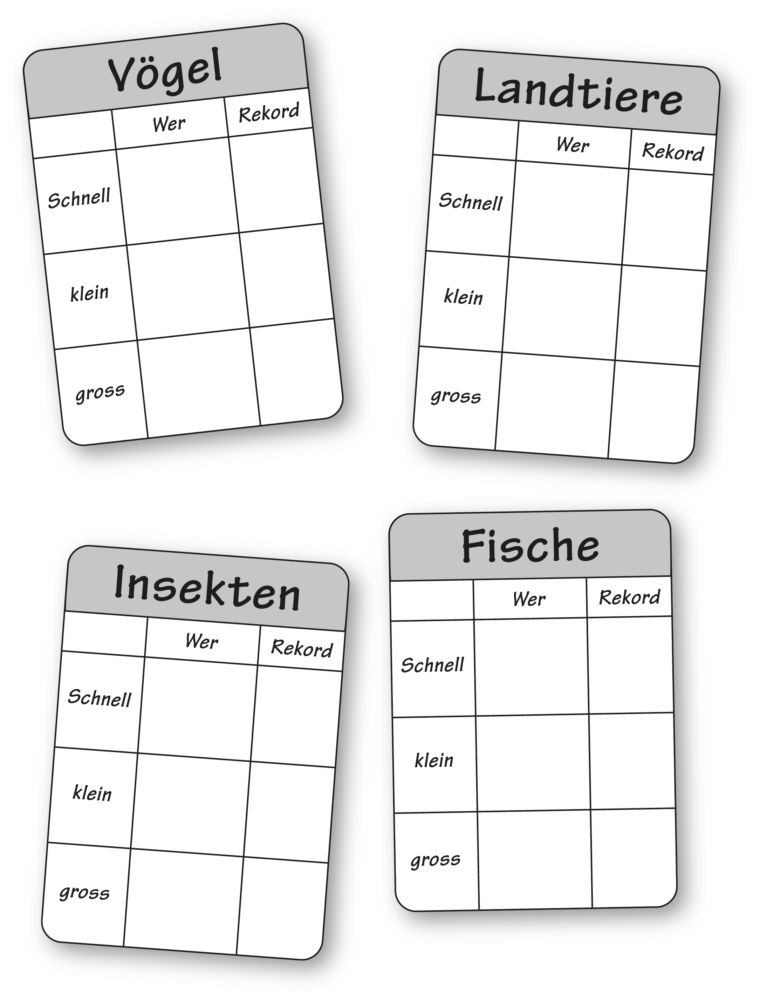 Vögel
Wer Rekord
Schnell
klein
gross
Landtiere
Wer Rekord
Schnell
klein
gross
Insekten
Wer Rekord
Schnell
klein
gross
Fische
Wer Rekord
Schnell
klein
gross